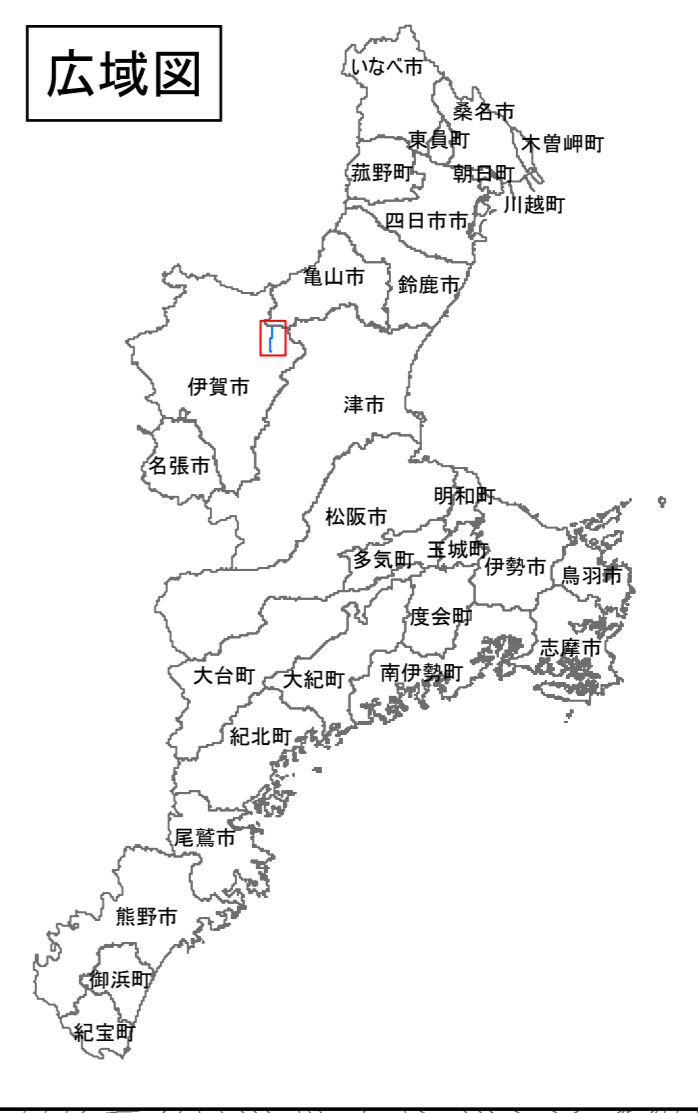 広域図
いなべ市
桑名市
東員町
木曽岬町
菰野町
朝日町
川越町
四日市市
亀山市
鈴鹿市
伊賀市
津市
名張市
明和町
松阪市
玉城町
多気町
伊勢市
鳥羽市
度会町
志摩市
大台町
大紀町
南伊勢町
紀北町
尾鷲市
熊野市
御浜町
紀宝町